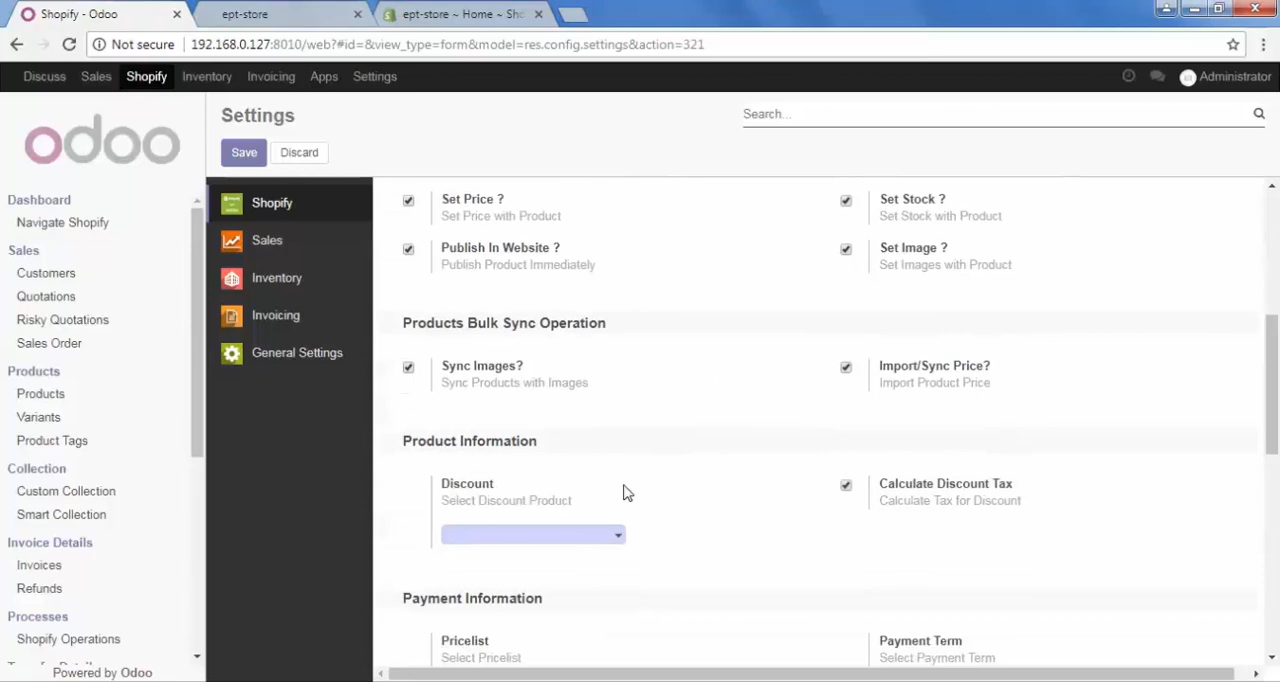 Shopify - Odoo
ept-store
ept-store ~ Home ~ Sh
Not secure
192.168.0.127:8010/web?#id=&view_type=form&model=res.config.settings&action=321
Discuss
Sales
Shopify
Inventory
Invoicing
Apps
Settings
Administrator
odoo
Dashboard
Navigate Shopify
Sales
Customers
Quotations
Risky Quotations
Sales Order
Products
Products
Variants
Product Tags
Collection
Custom Collection
Smart Collection
Invoice Details
Invoices
Refunds
Processes
Shopify Operations
Powered by Odoo
Settings
Search...
Save
Discard
Shopify
Sales
Inventory
Invoicing
General Settings
Set Price ?
Set Price with Product
Set Stock ?
Set Stock with Product
Publish In Website ?
Publish Product Immediately
Set Image ?
Set Images with Product
Products Bulk Sync Operation
Sync Images?
Sync Products with Images
Import/Sync Price?
Import Product Price
Product Information
Discount
Select Discount Product
Calculate Discount Tax
Calculate Tax for Discount
Payment Information
Pricelist
Select Pricelist
Payment Term
Select Payment Term